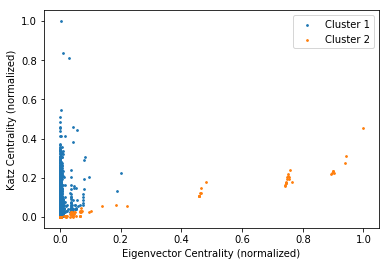 Cluster 1
Cluster 2
Katz Centrality (normalized)
1.0
0.8
0.6
0.4
0.2
0.0
0.0 0.2 0.4 0.6 0.8 1.0
Eigenvector Centrality (normalized)